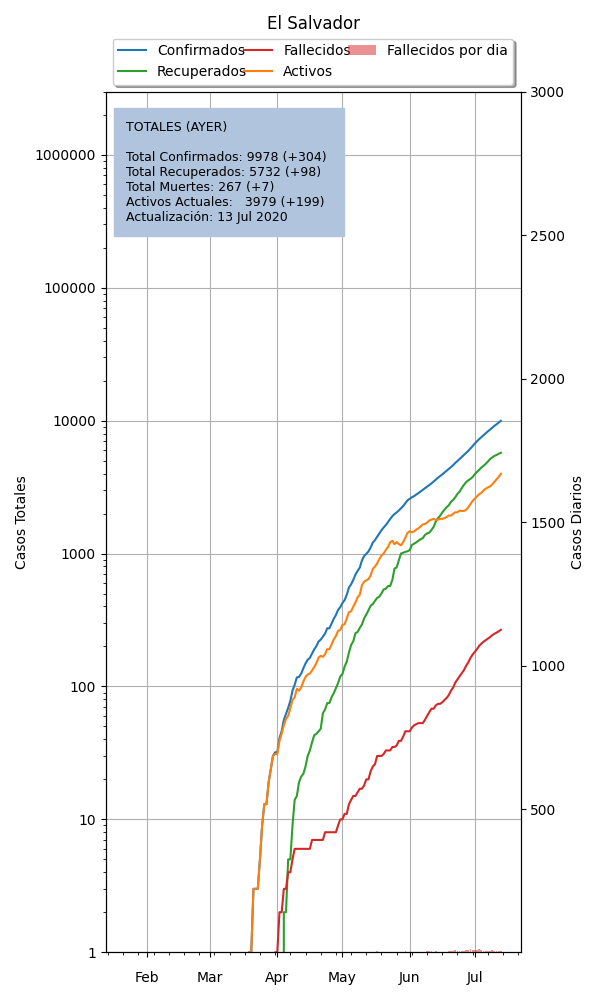 El Salvador
Confirmados Fallecidos Fallecidos por dia
Recuperados Activos
TOTALES (AYER)
Total Confirmados: 9978 (+304)
Total Recuperados: 5732 (+98)
Total Muertes: 267 (+7)
Activos Actuales:   3979 (+199)
Actualización: 13 Jul 2020
Casos Totales
1000000
100000
10000
1000
100
10
1
3000
2500
2000
1500
1000
500
Casos Diarios
Feb Mar Apr May Jun Jul